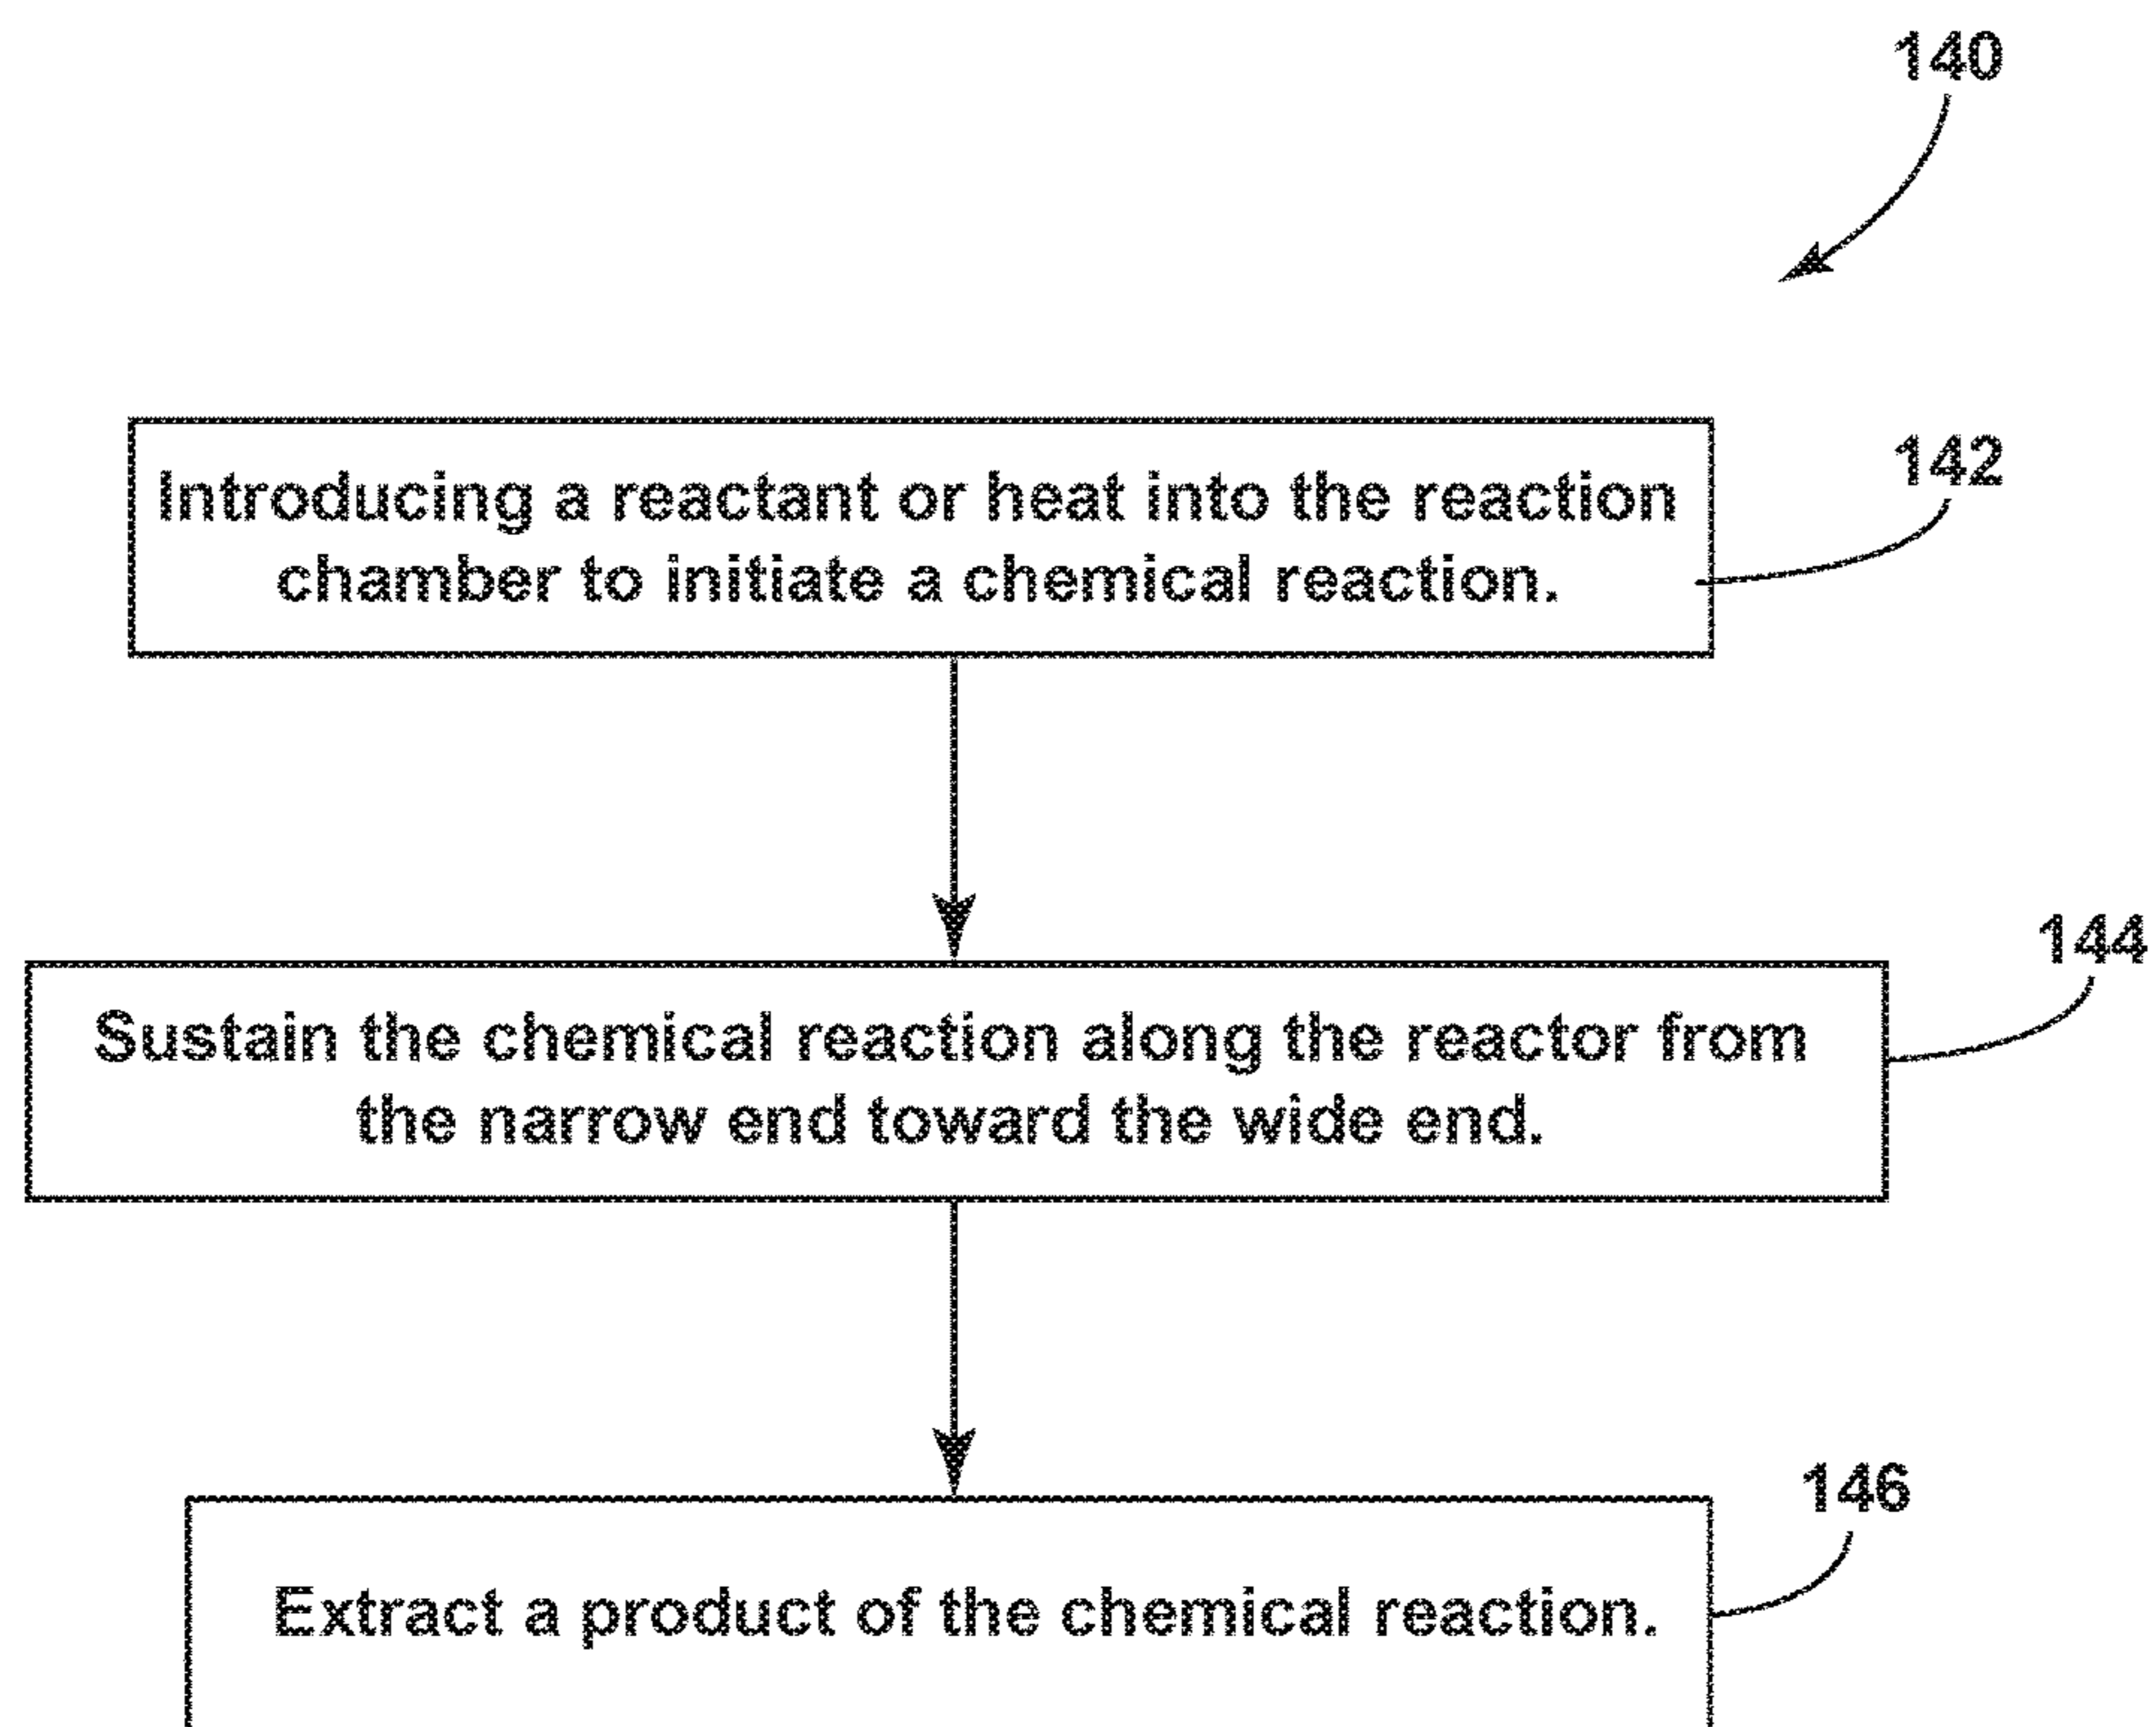 140
Introducing a reactant or heat into the reaction
chamber to initiate a chemical reaction.
142
Sustain the chemical reaction along the reactor from
the narrow end toward the wide end.
144
Extract a product of the chemical reaction.
146